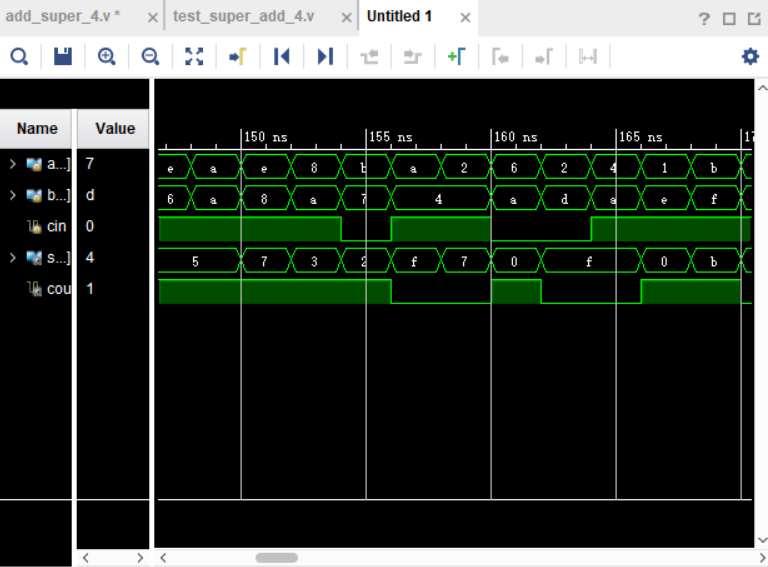 add_super_4.v * × test_super_add_4.v × Untitled 1 × ?
Name Value 150 ns 155 ns 160 ns 165 ns 17
a...] 7 e a e 8 b a 2 6 2 4 1 b
b...] d 6 a 8 a 7 4 a d a e f
cin 0
s...] 4 5 7 3 2 f 7 0 f 0 b
cou 1